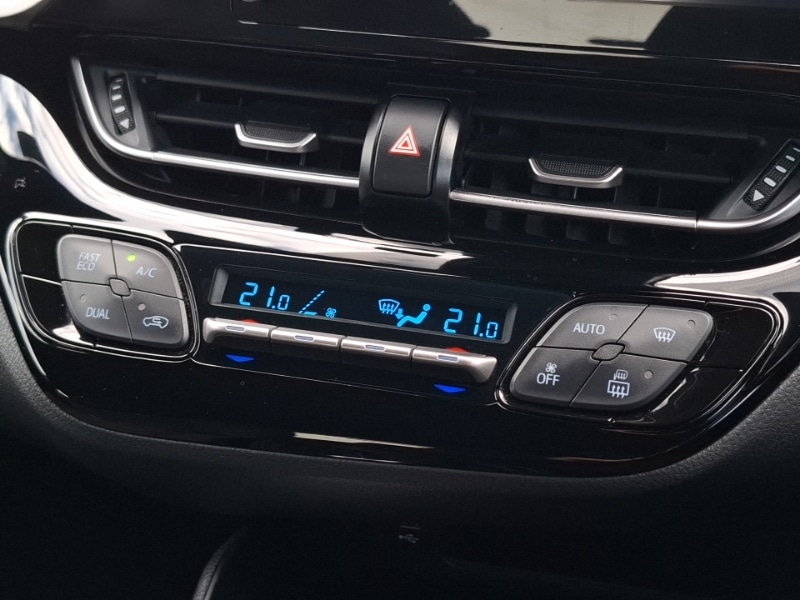 FAST
ECO
A/C
DUAL
21.0
21.0
AUTO
OFF